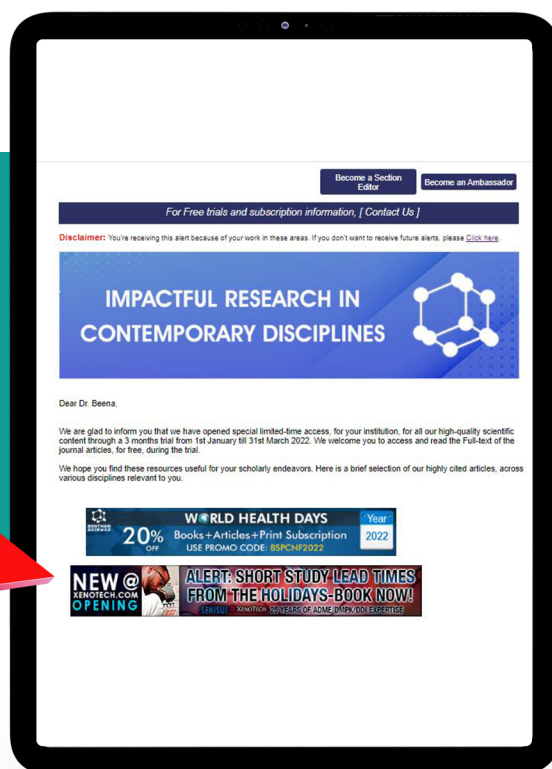 Become a Section
Editor
Become an Ambassador
For Free trials and subscription information, [ Contact Us ]
Disclaimer: You're receiving this alert because of your work in these areas. If you don't want to receive future alerts, please Click here.
IMPACTFUL RESEARCH IN
CONTEMPORARY DISCIPLINES
Dear Dr. Beena,
We are glad to inform you that we have opened special limited-time access, for your institution, for all our high-quality scientific
content through a 3 months trial from 1st January till 31st March 2022. We welcome you to access and read the Full-text of the
journal articles, for free, during the trial.
We hope you find these resources useful for your scholarly endeavors. Here is a brief selection of our highly cited articles, across
various disciplines relevant to you.
BENTHAM
SCIENCE
20%
OFF
WORLD HEALTH DAYS
Books+Articles+Print Subscription
USE PROMO CODE: BSPCNF2022
Year
2022
NEW @
XENOTECH.COM
OPENING
ALERT: SHORT STUDY LEAD TIMES
FROM THE HOLIDAYS-BOOK NOW!
SEKISUI XENOTECH 25 YEARS OF ADME/DMPK/DDI EXPERTISE